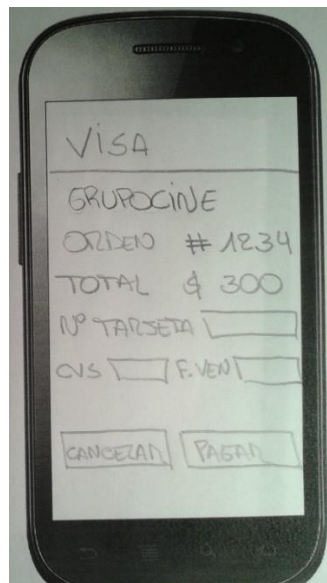 VISA
GRUPOCINE
ORDEN # 1234
TOTAL $ 300
Nº TARJETA
CVS F.VEN
CANCELAR PAGAR